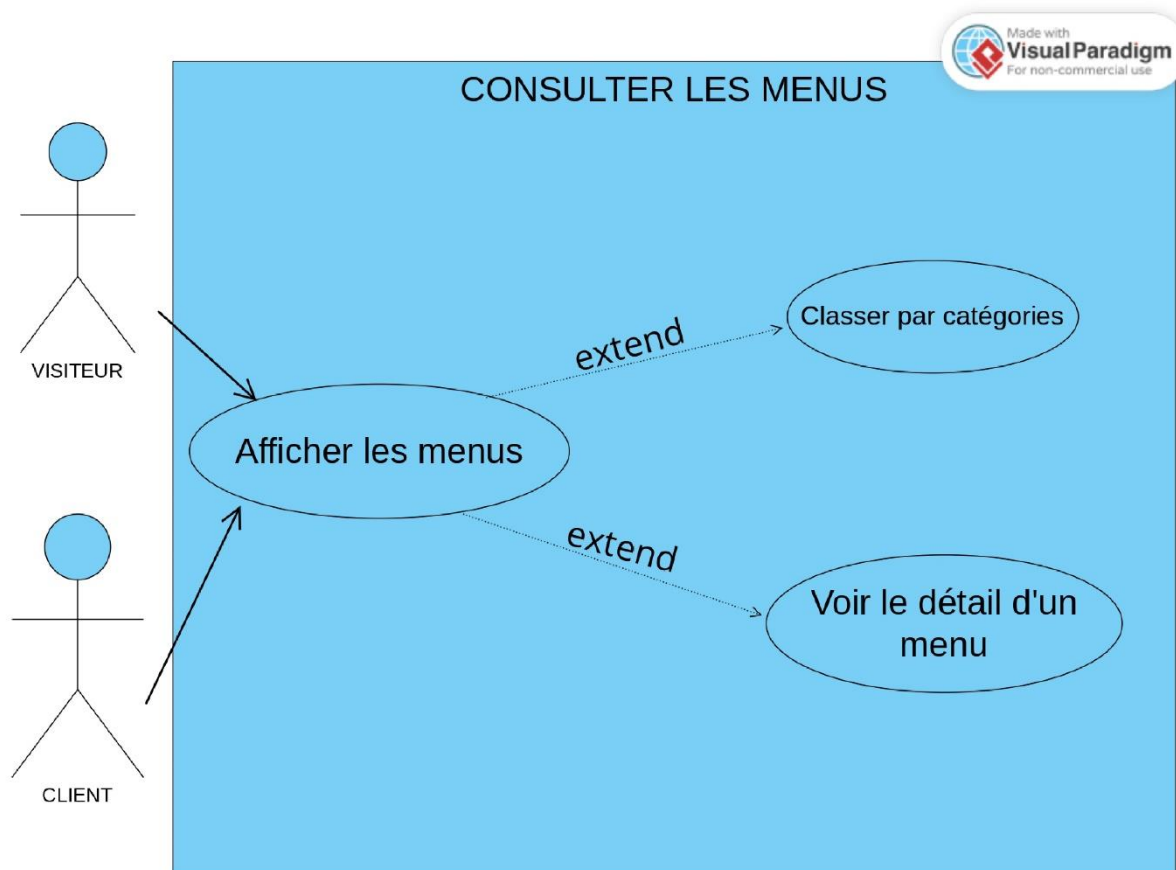 Made with
Visual Paradigm
For non-commercial use
CONSULTER LES MENUS
VISITEUR
extend
Classer par catégories
Afficher les menus
extend
Voir le détail d'un
menu
CLIENT